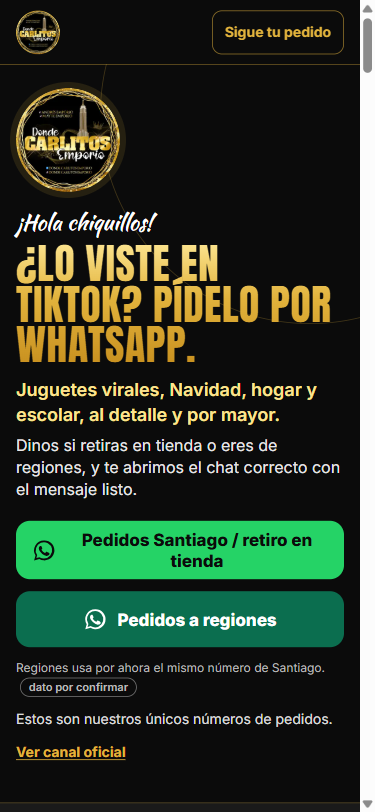 Donde
CARLITOS
Emporio
Sigue tu pedido
Donde
CARLITOS
Emporio
¡Hola chiquillos!
¿LO VISTE EN
TIKTOK? PÍDELO POR
WHATSAPP.
Juguetes virales, Navidad, hogar y
escolar, al detalle y por mayor.
Dinos si retiras en tienda o eres de
regiones, y te abrimos el chat correcto con
el mensaje listo.
Pedidos Santiago / retiro en
tienda
Pedidos a regiones
Regiones usa por ahora el mismo número de Santiago.
dato por confirmar
Estos son nuestros únicos números de pedidos.
Ver canal oficial